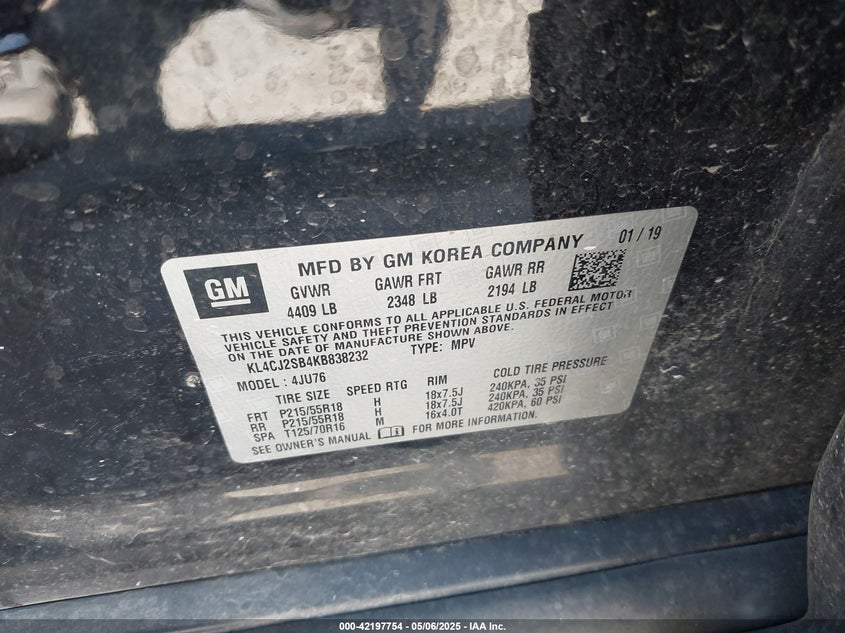 GM
MFD BY GM KOREA COMPANY 01 / 19
GVWR GAWR FRT GAWR RR
4409 LB 2348 LB 2194 LB
THIS VEHICLE CONFORMS TO ALL APPLICABLE U.S. FEDERAL MOTOR
VEHICLE SAFETY AND THEFT PREVENTION STANDARDS IN EFFECT
ON THE DATE OF MANUFACTURE SHOWN ABOVE.
KL4CJ2SB4KB838232 TYPE: MPV
MODEL : 4JU76
TIRE SIZE SPEED RTG RIM COLD TIRE PRESSURE
FRT P215/55R18 H 18x7.5J 240KPA, 35 PSI
RR P215/55R18 H 18x7.5J 240KPA, 35 PSI
SPA T125/70R16 M 16x4.0T 420KPA, 60 PSI
SEE OWNER'S MANUAL FOR MORE INFORMATION.
000-42197754 - 05/06/2025 - IAA Inc.